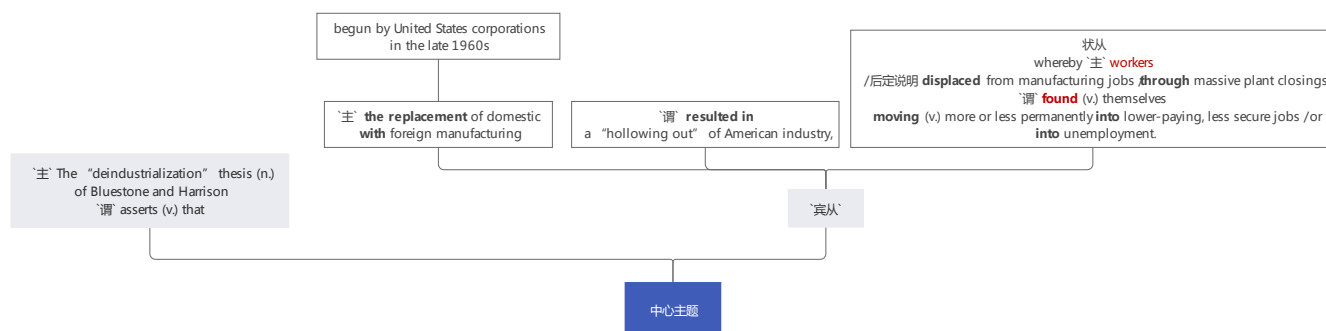 begun by United States corporations
in the late 1960s
状从
whereby `主` workers
/后定说明 displaced from manufacturing jobs /through massive plant closings
`谓` found (v.) themselves
moving (v.) more or less permanently into lower-paying, less secure jobs /or
into unemployment.
`主` the replacement of domestic
with foreign manufacturing
`谓` resulted in
a “hollowing out” of American industry,
`主` The “deindustrialization” thesis (n.)
of Bluestone and Harrison
`谓` asserts (v.) that
`宾从`
中心主题